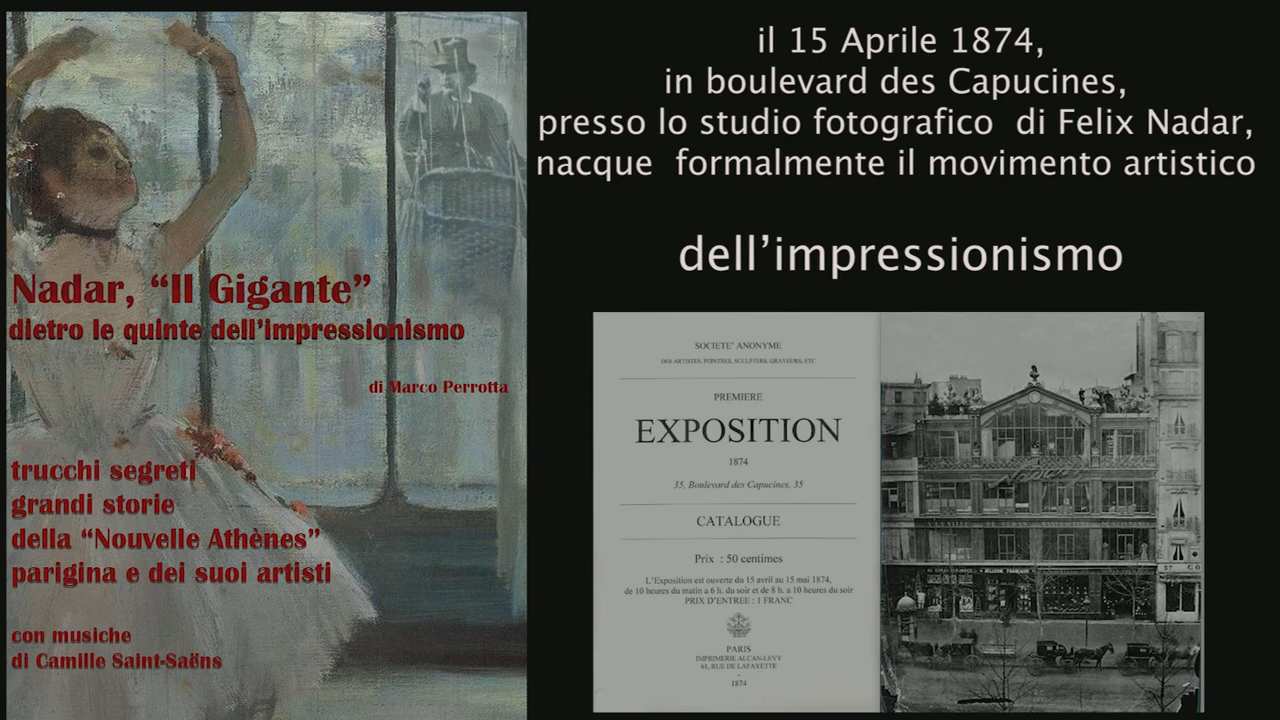 Nadar, “Il Gigante”
dietro le quinte dell’impressionismo
di Marco Perrotta
trucchi segreti
grandi storie
della “Nouvelle Athènes”
parigina e dei suoi artisti
con musiche
di Camille Saint-Saëns
il 15 Aprile 1874,
in boulevard des Capucines,
presso lo studio fotografico di Felix Nadar,
nacque formalmente il movimento artistico
dell’impressionismo
SOCIETE' ANONYME
DES ARTISTES, PEINTRES, SCULPTERS, GRAVEURS, ETC
PREMIERE
EXPOSITION
1874
35, Boulevard des Capucines, 35
CATALOGUE
Prix : 50 centimes
L'Exposition est ouverte du 15 avril au 15 mai 1874,
de 10 heures du matin a 6 h. du soir et de 8 h. a 10 heures du soir
PRIX D'ENTREE : 1 FRANC
PARIS
IMPRIMERIE ALCAN-LEVY
61, RUE DE LAFAYETTE
1874